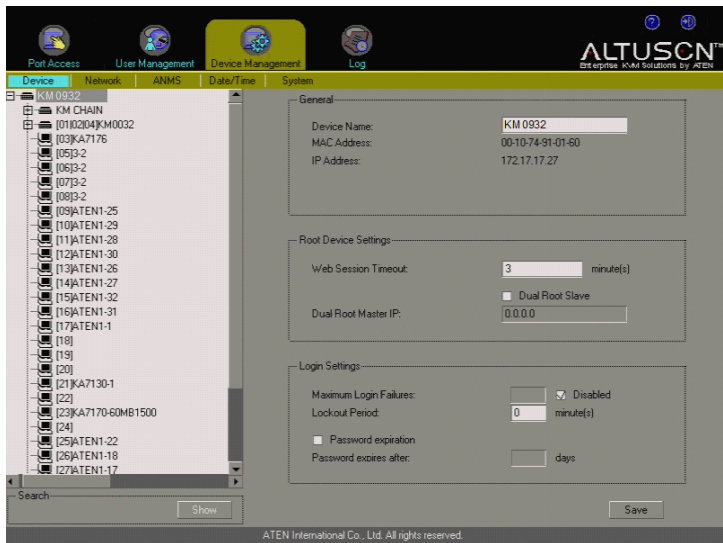 Port Access
User Management
Device Management
Log
ALTUSCN™
Enterprise KVM Solutions by ATEN
Device
Network
ANMS
Date/Time
System
KM 0932
KM CHAIN
[01|02|04]KM0032
[03]KA7176
[05]3-2
[06]3-2
[07]3-2
[08]3-2
[09]ATEN1-25
[10]ATEN1-29
[11]ATEN1-28
[12]ATEN1-30
[13]ATEN1-26
[14]ATEN1-27
[15]ATEN1-32
[16]ATEN1-31
[17]ATEN1-1
[18]
[19]
[20]
[21]KA7130-1
[22]
[23]KA7170-60MB1500
[24]
[25]ATEN1-22
[26]ATEN1-18
[27]ATEN1-17
Search
Show
General
Device Name: KM 0932
MAC Address: 00-10-74-91-01-60
IP Address: 172.17.17.27
Root Device Settings
Web Session Timeout: 3 minute(s)
Dual Root Slave
Dual Root Master IP: 0.0.0.0
Login Settings
Maximum Login Failures: Disabled
Lockout Period: 0 minute(s)
Password expiration
Password expires after: days
Save
ATEN International Co., Ltd. All rights reserved.